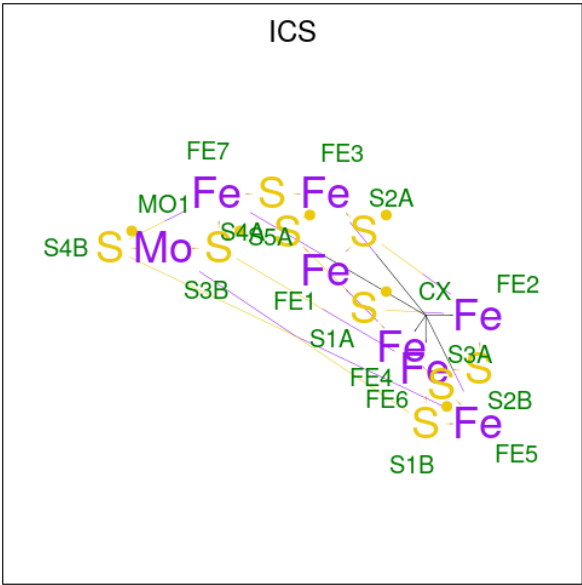 ICS
FE7
FE3
Fe S Fe
MO1
S2A
S4A S5A
S S
S4B S Mo S
Fe
S3B
FE1
CX
FE2
S
Fe
S1A
Fe
S3A
FE4
Fe S
S
FE6
S2B
S Fe
S1B
FE5